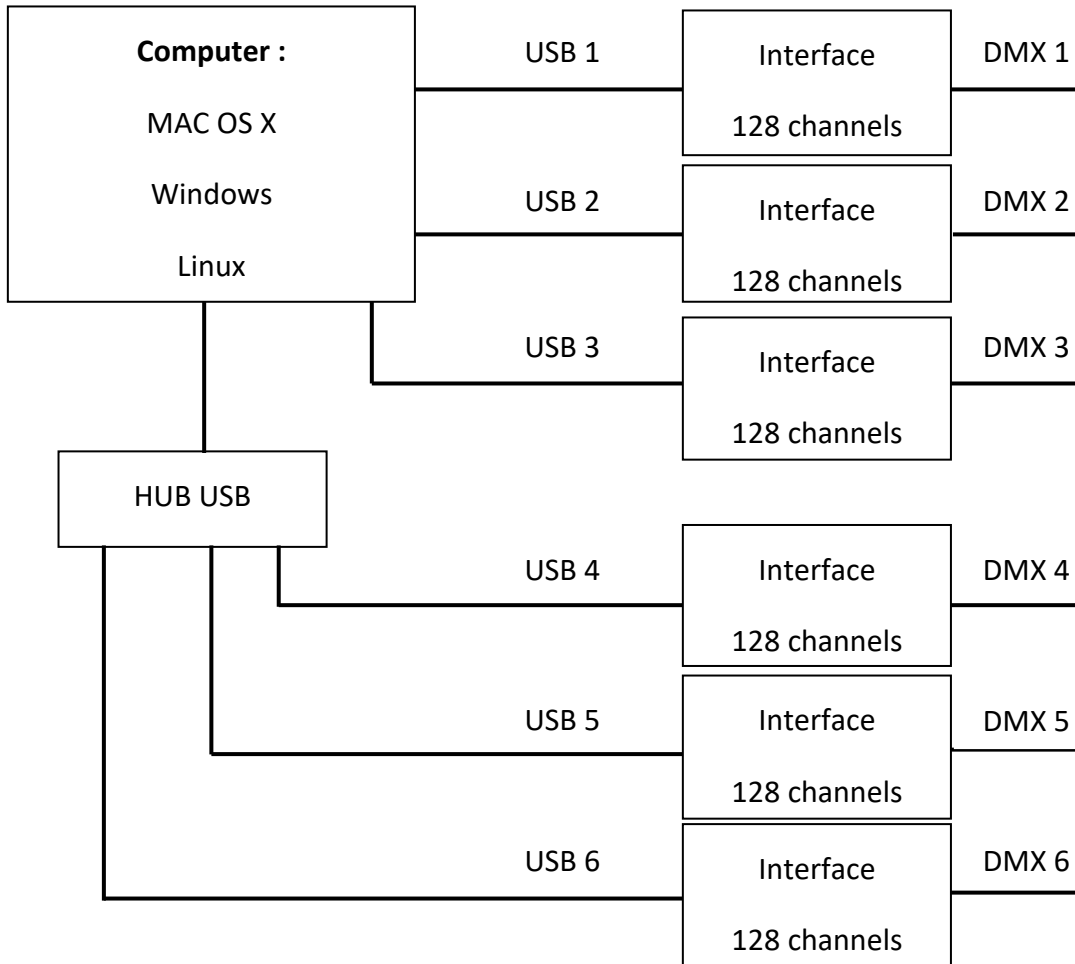 Computer :
MAC OS X
Windows
Linux
USB 1
Interface
128 channels
DMX 1
USB 2
Interface
128 channels
DMX 2
USB 3
Interface
128 channels
DMX 3
HUB USB
USB 4
Interface
128 channels
DMX 4
USB 5
Interface
128 channels
DMX 5
USB 6
Interface
128 channels
DMX 6